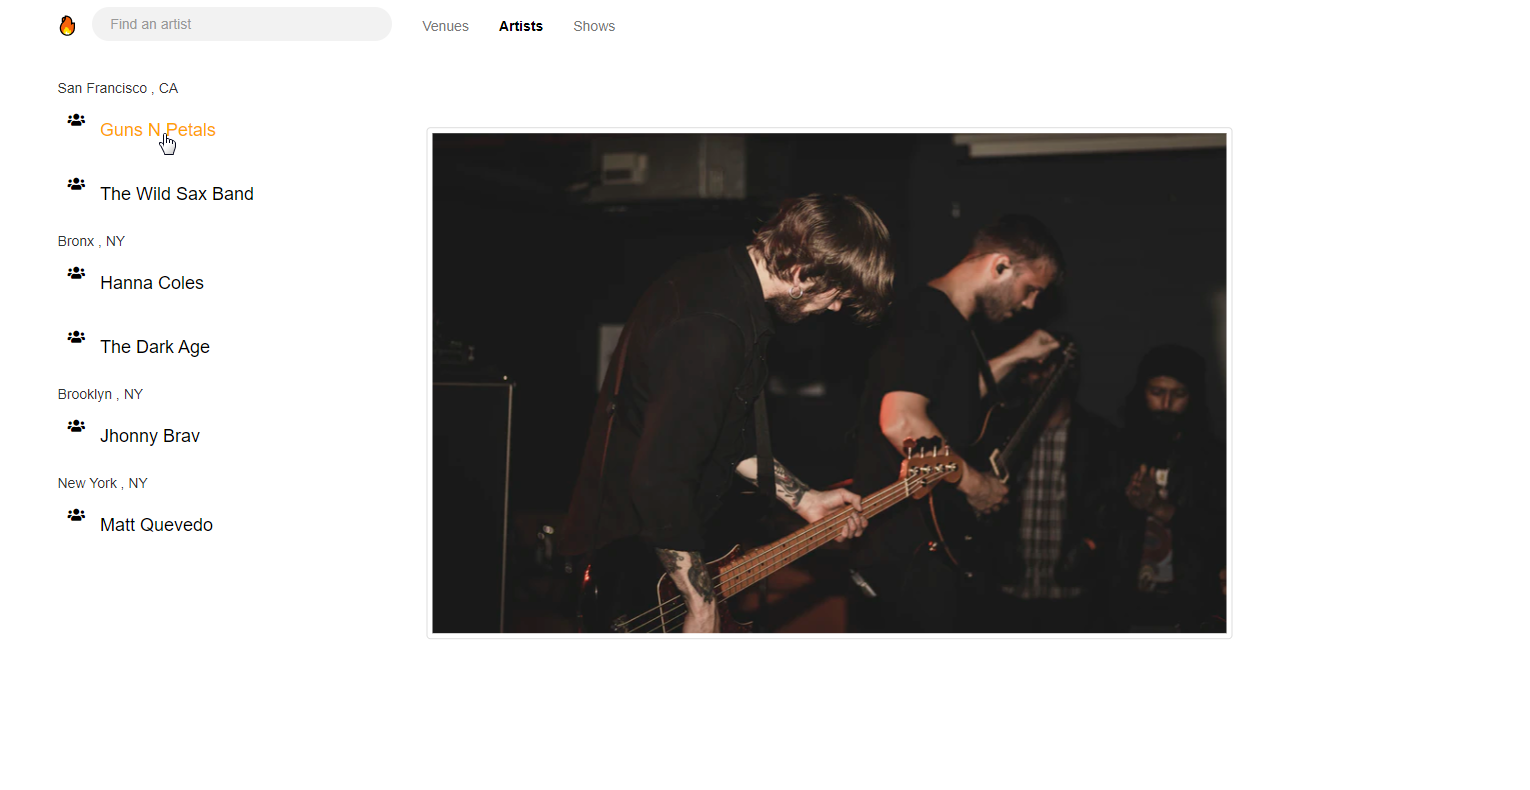 Find an artist
Venues
Artists
Shows
San Francisco , CA
Guns N Petals
The Wild Sax Band
Bronx , NY
Hanna Coles
The Dark Age
Brooklyn , NY
Jhonny Brav
New York , NY
Matt Quevedo